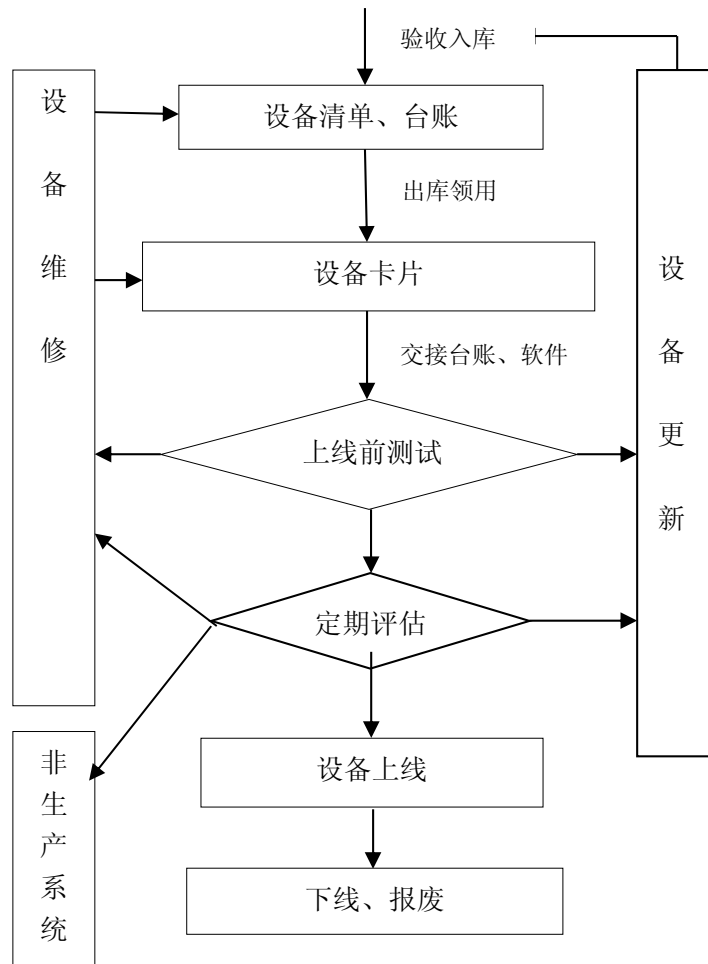 验收入库
设备维修
设备清单、台账
出库领用
设备卡片
设备更新
交接台账、软件
上线前测试
定期评估
非生产系统
设备上线
下线、报废